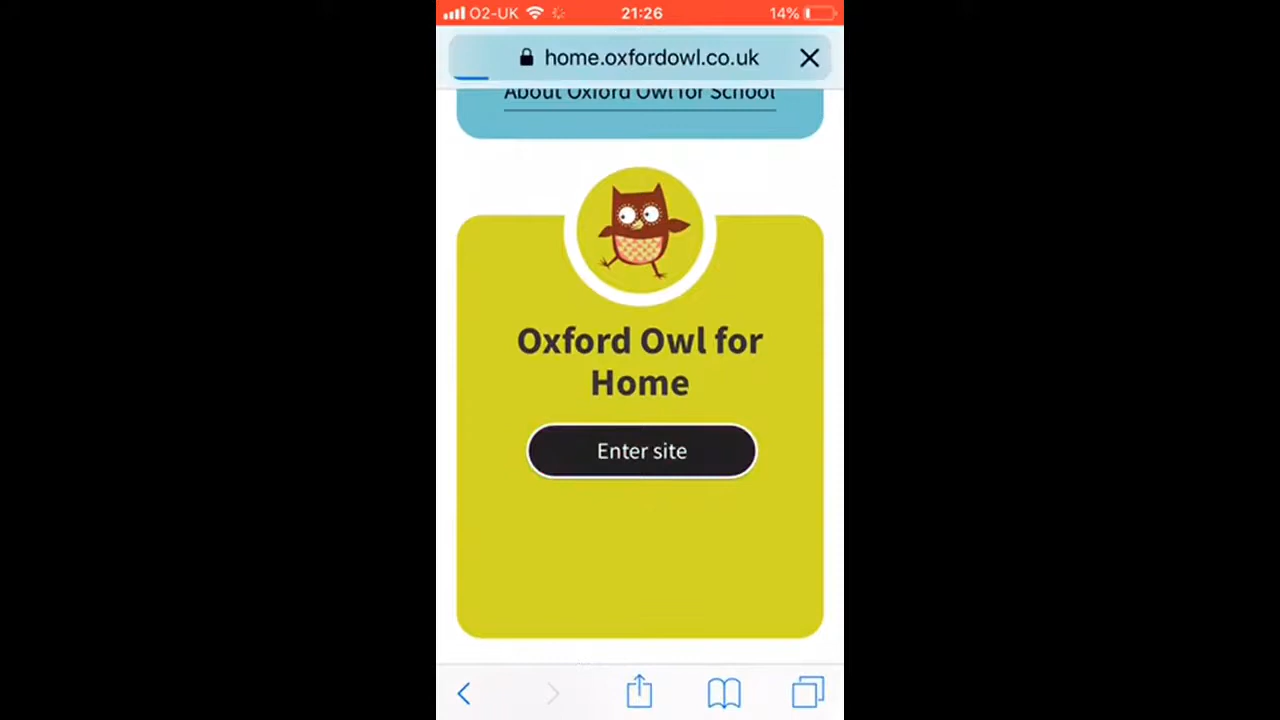 O2-UK 21:26 14%
home.oxfordowl.co.uk
About Oxford Owl for School
Oxford Owl for
Home
Enter site